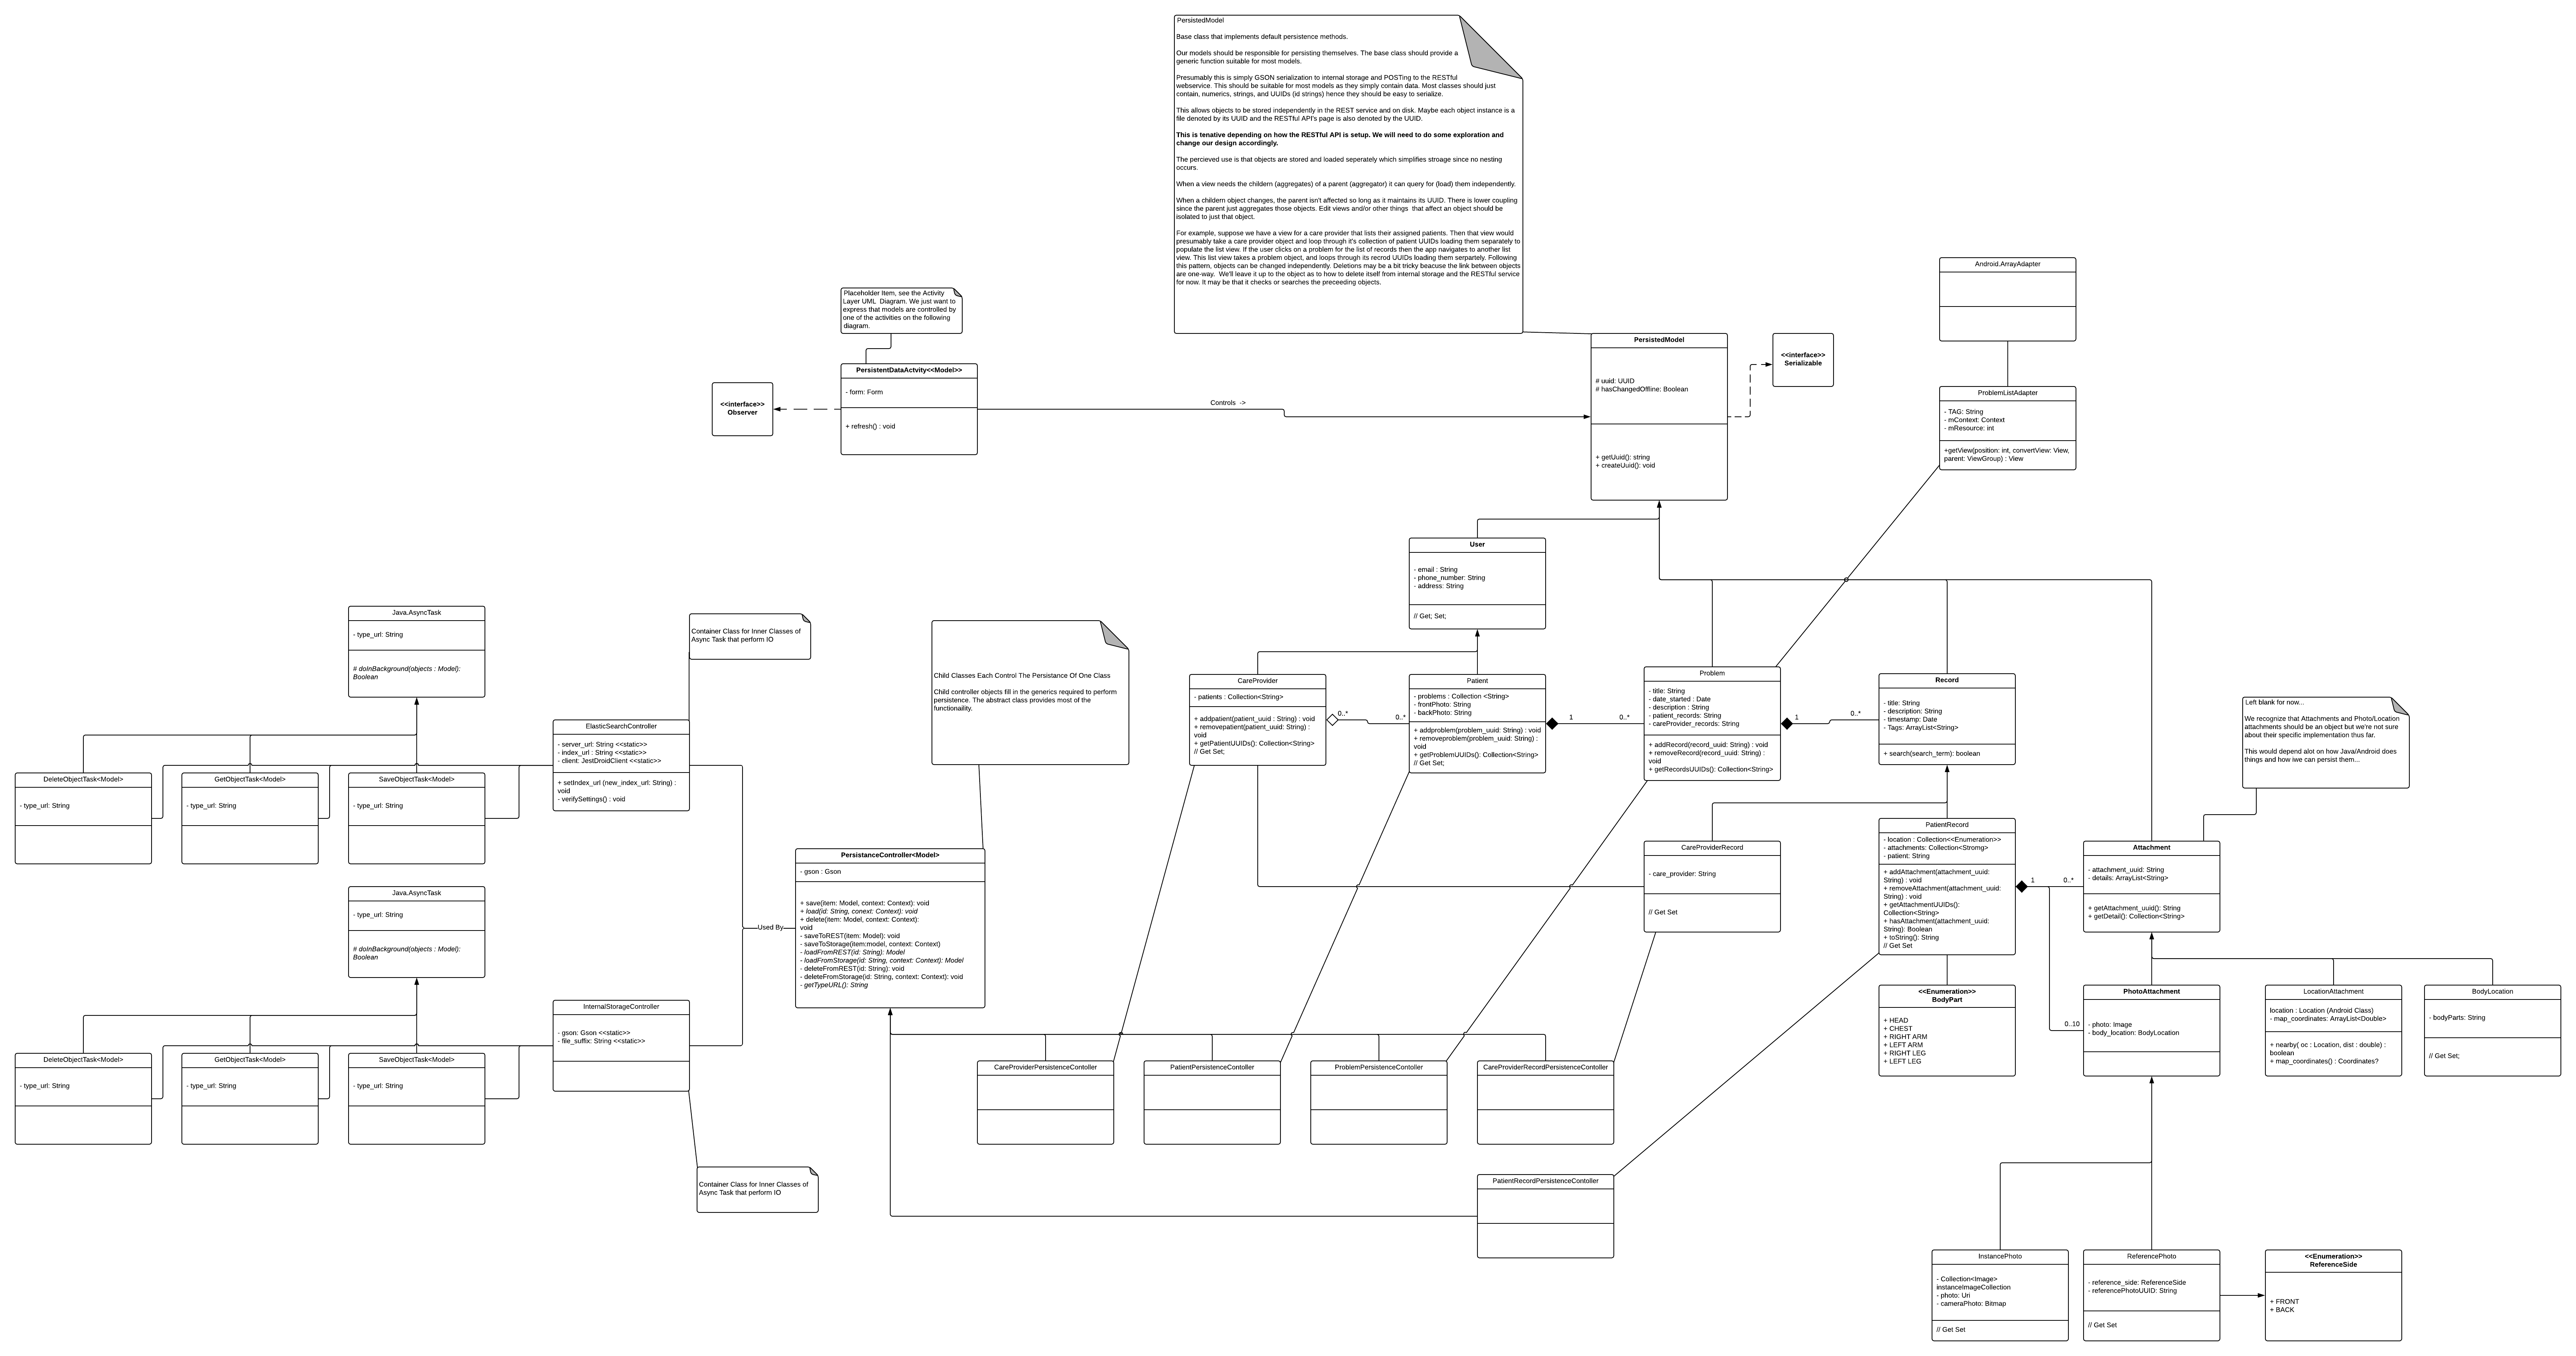 PersistedModel
Base class that implements default persistence methods.
Our models should be responsible for persisting themselves. The base class should provide a
generic function suitable for most models.
Presumably this is simply GSON serialization to internal storage and POSTing to the RESTful
webservice. This should be suitable for most models as they simply contain data. Most classes should just
contain, numerics, strings, and UUIDs (id strings) hence they should be easy to serialize.
This allows objects to be stored independently in the REST service and on disk. Maybe each object instance is a
file denoted by its UUID and the RESTful API's page is also denoted by the UUID.
This is tenative depending on how the RESTful API is setup. We will need to do some exploration and
change our design accordingly.
The percieved use is that objects are stored and loaded seperately which simplifies stroage since no nesting
occurs.
When a view needs the childern (aggregates) of a parent (aggregator) it can query for (load) them independently.
When a childern object changes, the parent isn't affected so long as it maintains its UUID. There is lower coupling
since the parent just aggregates those objects. Edit views and/or other things  that affect an object should be
isolated to just that object.
For example, suppose we have a view for a care provider that lists their assigned patients. Then that view would
presumably take a care provider object and loop through it's collection of patient UUIDs loading them separately to
populate the list view. If the user clicks on a problem for the list of records then the app navigates to another list
view. This list view takes a problem object, and loops through its recrod UUIDs loading them serpartely. Following
this pattern, objects can be changed independently. Deletions may be a bit tricky beacuse the link between objects
are one-way.  We'll leave it up to the object as to how to delete itself from internal storage and the RESTful service
for now. It may be that it checks or searches the preceeding objects.
Android.ArrayAdapter
Placeholder Item, see the Activity
Layer UML  Diagram. We just want to
express that models are controlled by
one of the activities on the following
diagram.
<<interface>>
Observer
PersistentDataActvity<<Model>>
- form: Form
+ refresh() : void
Controls  ->
PersistedModel
# uuid: UUID
# hasChangedOffline: Boolean
+ getUuid(): string
+ createUuid(): void
<<interface>>
Serializable
ProblemListAdapter
- TAG: String
- mContext: Context
- mResource: int
+getView(position: int, convertView: View,
parent: ViewGroup) : View
User
- email : String
- phone_number: String
- address: String
// Get; Set;
Java.AsyncTask
- type_url: String
# doInBackground(objects : Model):
Boolean
Container Class for Inner Classes of
Async Task that perform IO
Child Classes Each Control The Persistance Of One Class
Child controller objects fill in the generics required to perform
persistence. The abstract class provides most of the
functionaility.
CareProvider
- patients : Collection<String>
+ addpatient(patient_uuid : String) : void
+ removepatient(patient_uuid: String) :
void
+ getPatientUUIDs(): Collection<String>
// Get Set;
0..*
0..*
Patient
- problems : Collection <String>
- frontPhoto: String
- backPhoto: String
+ addproblem(problem_uuid: String) : void
+ removeproblem(problem_uuid: String) :
void
+ getProblemUUIDs(): Collection<String>
// Get Set;
1
0..*
Problem
- title: String
- date_started : Date
- description : String
- patient_records: String
- careProvider_records: String
+ addRecord(record_uuid: String) : void
+ removeRecord(record_uuid: String) :
void
+ getRecordsUUIDs(): Collection<String>
1
0..*
Record
- title: String
- description: String
- timestamp: Date
- Tags: ArrayList<String>
+ search(search_term): boolean
Left blank for now...
We recognize that Attachments and Photo/Location
attachments should be an object but we're not sure
about their specific implementation thus far.
This would depend alot on how Java/Android does
things and how iwe can persist them...
ElasticSearchController
- server_url: String <<static>>
- index_url : String <<static>>
- client: JestDroidClient <<static>>
+ setIndex_url (new_index_url: String) :
void
- verifySettings() : void
DeleteObjectTask<Model>
- type_url: String
GetObjectTask<Model>
- type_url: String
SaveObjectTask<Model>
- type_url: String
Java.AsyncTask
- type_url: String
# doInBackground(objects : Model):
Boolean
Used By
PersistanceController<Model>
- gson : Gson
+ save(item: Model, context: Context): void
+ load(id: String, conext: Context): void
+ delete(item: Model, context: Context):
void
- saveToREST(item: Model): void
- saveToStorage(item:model, context: Context)
- loadFromREST(id: String): Model
- loadFromStorage(id: String, context: Context): Model
- deleteFromREST(id: String): void
- deleteFromStorage(id: String, context: Context): void
- getTypeURL(): String
CareProviderRecord
- care_provider: String
// Get Set
PatientRecord
- location : Collection<<Enumeration>>
- attachments: Collection<Stromg>
- patient: String
+ addAttachment(attachment_uuid:
String) : void
+ removeAttachment(attachment_uuid:
String) : void
+ getAttachmentUUIDs():
Collection<String>
+ hasAttachment(attachment_uuid:
String): Boolean
+ toString(): String
// Get Set
1
0..*
0..10
Attachment
- attachment_uuid: String
- details: ArrayList<String>
+ getAttachment_uuid(): String
+ getDetail(): Collection<String>
InternalStorageController
- gson: Gson <<static>>
- file_suffix: String <<static>>
DeleteObjectTask<Model>
- type_url: String
GetObjectTask<Model>
- type_url: String
SaveObjectTask<Model>
- type_url: String
Container Class for Inner Classes of
Async Task that perform IO
CareProviderPersistenceContoller
PatientPersistenceContoller
ProblemPersistenceContoller
CareProviderRecordPersistenceContoller
PatientRecordPersistenceContoller
<<Enumeration>>
BodyPart
+ HEAD
+ CHEST
+ RIGHT ARM
+ LEFT ARM
+ RIGHT LEG
+ LEFT LEG
PhotoAttachment
- photo: Image
- body_location: BodyLocation
LocationAttachment
location : Location (Android Class)
- map_coordinates: ArrayList<Double>
+ nearby( oc : Location, dist : double) :
boolean
+ map_coordinates() : Coordinates?
BodyLocation
- bodyParts: String
// Get Set;
InstancePhoto
- Collection<Image>
instanceImageCollection
- photo: Uri
- cameraPhoto: Bitmap
// Get Set
ReferencePhoto
- reference_side: ReferenceSide
- referencePhotoUUID: String
// Get Set
<<Enumeration>>
ReferenceSide
+ FRONT
+ BACK